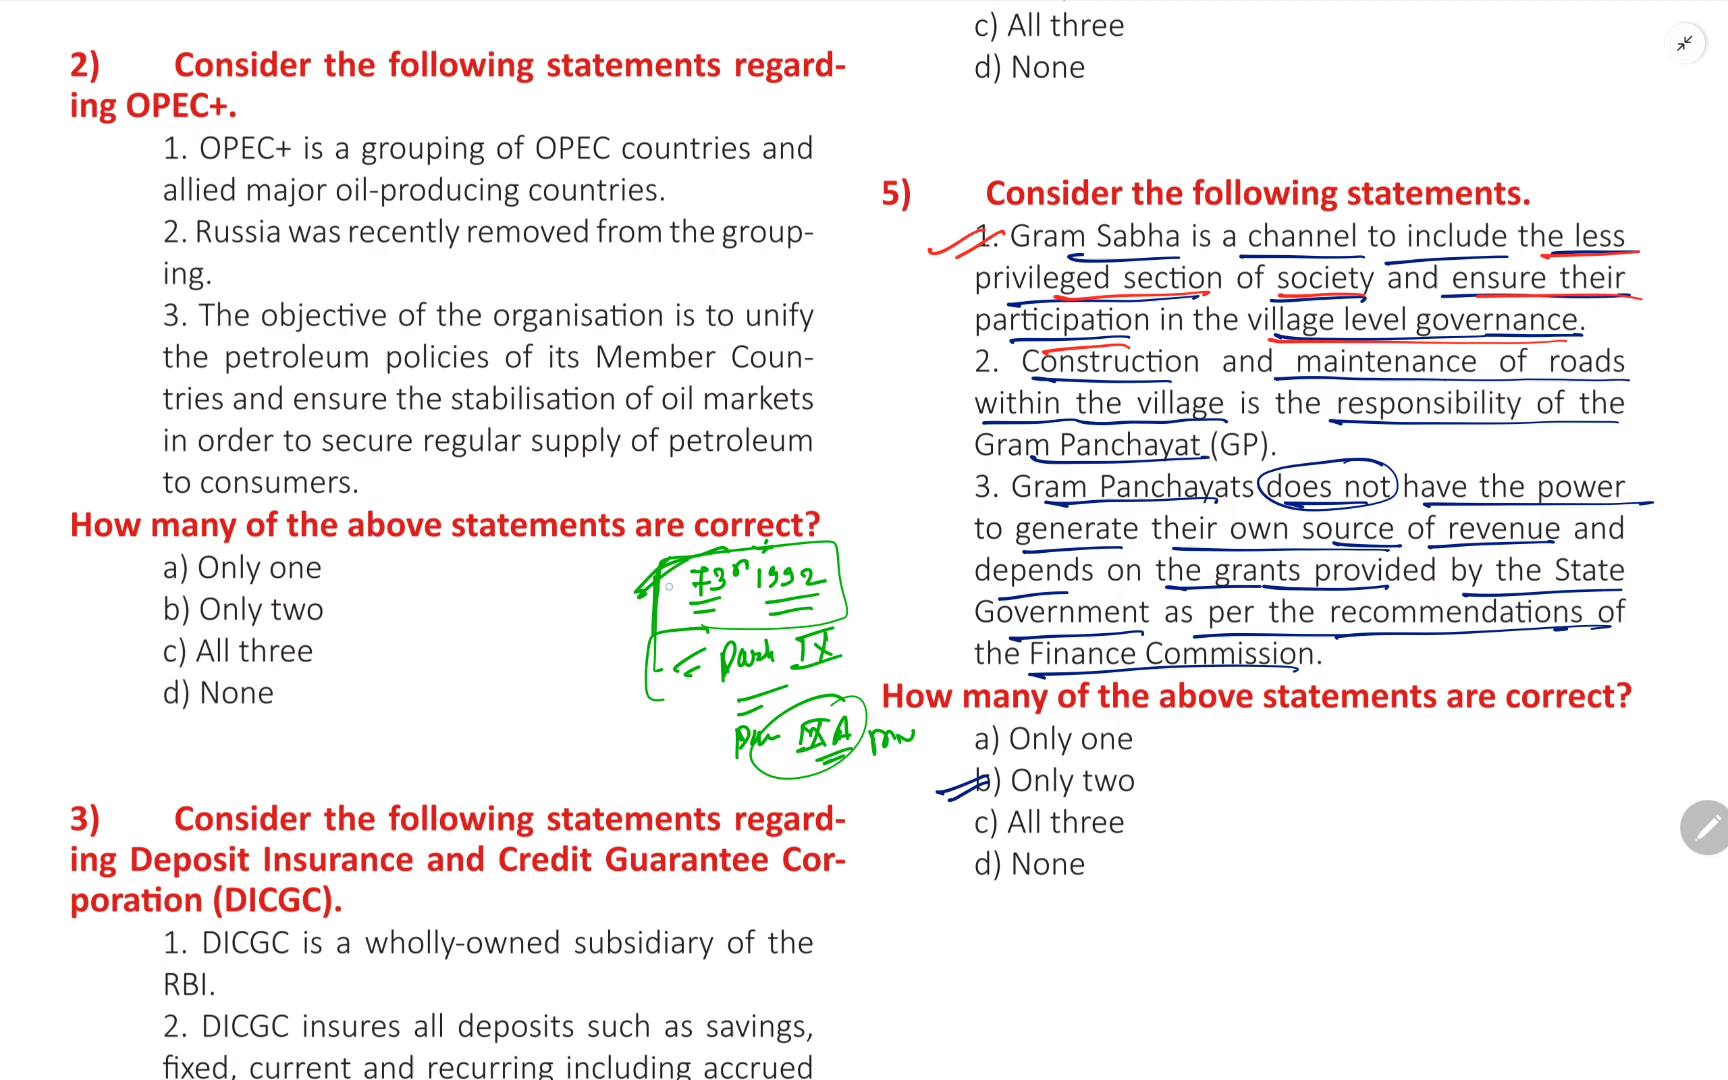 2) Consider the following statements regard-
ing OPEC+.
1. OPEC+ is a grouping of OPEC countries and
allied major oil-producing countries.
2. Russia was recently removed from the group-
ing.
3. The objective of the organisation is to unify
the petroleum policies of its Member Coun-
tries and ensure the stabilisation of oil markets
in order to secure regular supply of petroleum
to consumers.
How many of the above statements are correct?
a) Only one
b) Only two
c) All three
d) None
73rd 1992
Part IX
IX A
3) Consider the following statements regard-
ing Deposit Insurance and Credit Guarantee Cor-
poration (DICGC).
1. DICGC is a wholly-owned subsidiary of the
RBI.
2. DICGC insures all deposits such as savings,
fixed, current and recurring including accrued
c) All three
d) None
5) Consider the following statements.
1. Gram Sabha is a channel to include the less
privileged section of society and ensure their
participation in the village level governance.
2. Construction and maintenance of roads
within the village is the responsibility of the
Gram Panchayat (GP).
3. Gram Panchayats does not have the power
to generate their own source of revenue and
depends on the grants provided by the State
Government as per the recommendations of
the Finance Commission.
How many of the above statements are correct?
a) Only one
b) Only two
c) All three
d) None